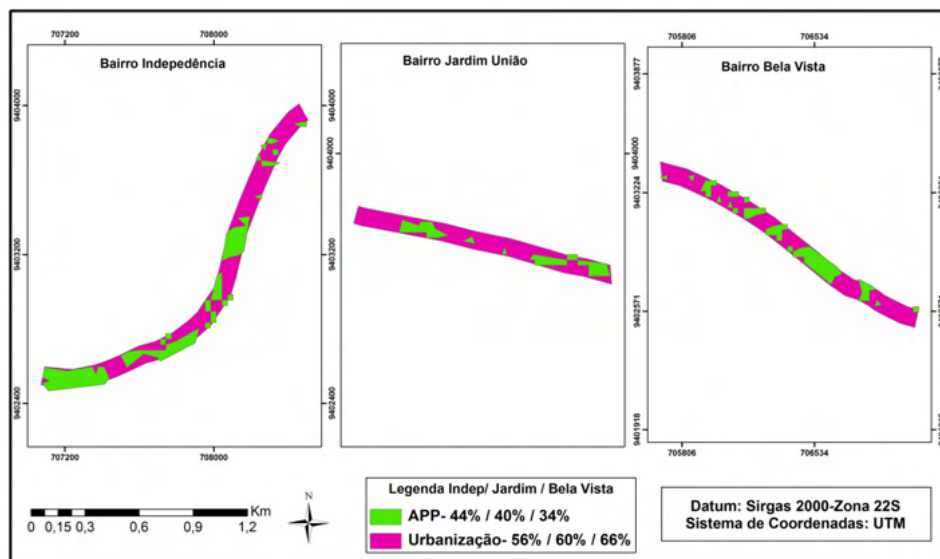 707200 708000
705806 706534
Bairro Indepedência
Bairro Jardim União
Bairro Bela Vista
9404000
9403200
9402400
9404000
9403877
9403224
9402571
9401918
9404000
9403200
9402400
9404000
707200 708000
705806 706534
Km
0 0,15 0,3 0,6 0,9 1,2
N
Legenda Indep/ Jardim / Bela Vista
APP- 44% / 40% / 34%
Urbanização- 56% / 60% / 66%
Datum: Sirgas 2000-Zona 22S
Sistema de Coordenadas: UTM